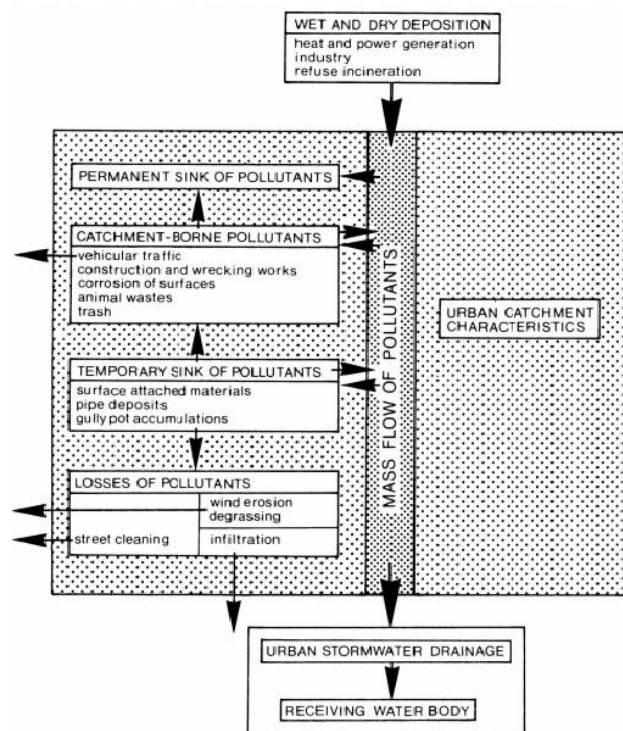 WET AND DRY DEPOSITION
heat and power generation
industry
refuse incineration
PERMANENT SINK OF POLLUTANTS
CATCHMENT-BORNE POLLUTANTS
vehicular traffic
construction and wrecking works
corrosion of surfaces
animal wastes
trash
TEMPORARY SINK OF POLLUTANTS
surface attached materials
pipe deposits
gully pot accumulations
LOSSES OF POLLUTANTS
wind erosion
degrassing
street cleaning
infiltration
MASS FLOW OF POLLUTANTS
URBAN CATCHMENT
CHARACTERISTICS
URBAN STORMWATER DRAINAGE
RECEIVING WATER BODY